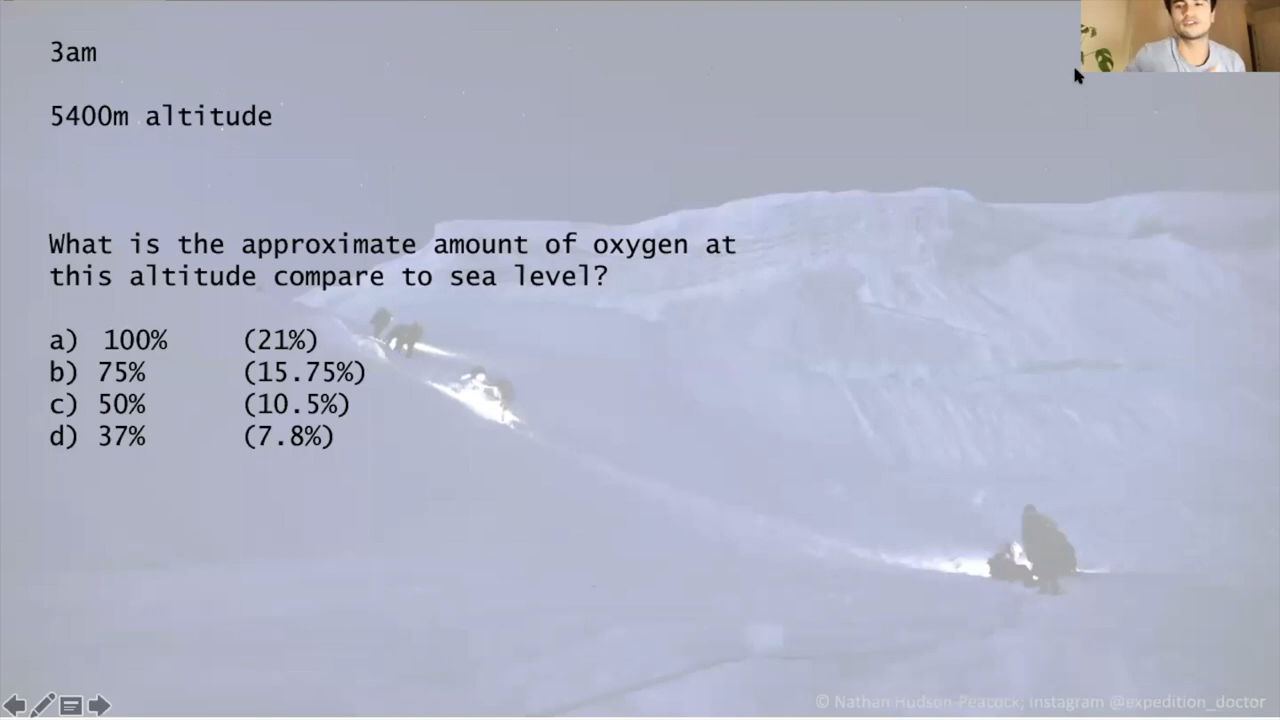 3am
5400m altitude
What is the approximate amount of oxygen at
this altitude compare to sea level?
a) 100% (21%)
b) 75% (15.75%)
c) 50% (10.5%)
d) 37% (7.8%)
© Nathan Hudson-Peacock; instagram @expedition_doctor